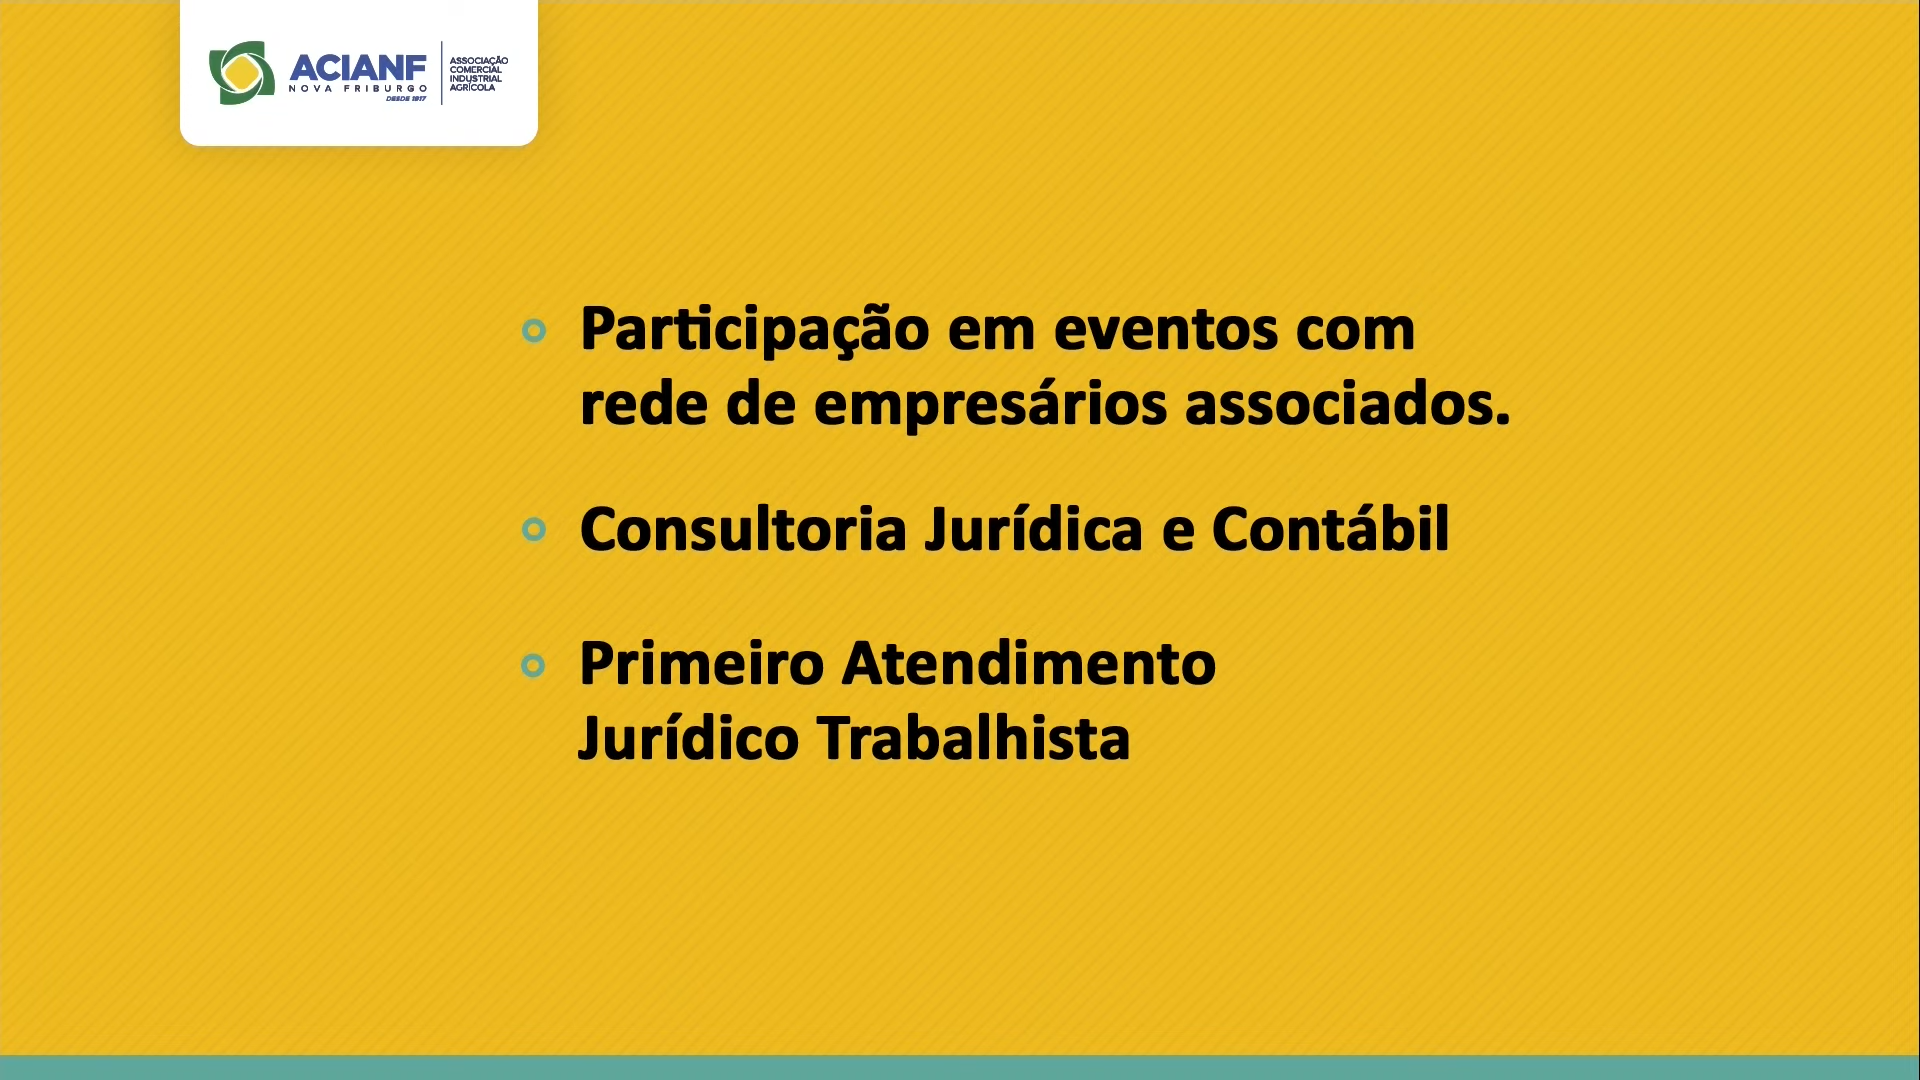 ACIANF
NOVA FRIBURGO
DESDE 1917
ASSOCIAÇÃO
COMERCIAL
INDUSTRIAL
AGRÍCOLA
Participação em eventos com
rede de empresários associados.
Consultoria Jurídica e Contábil
Primeiro Atendimento
Jurídico Trabalhista